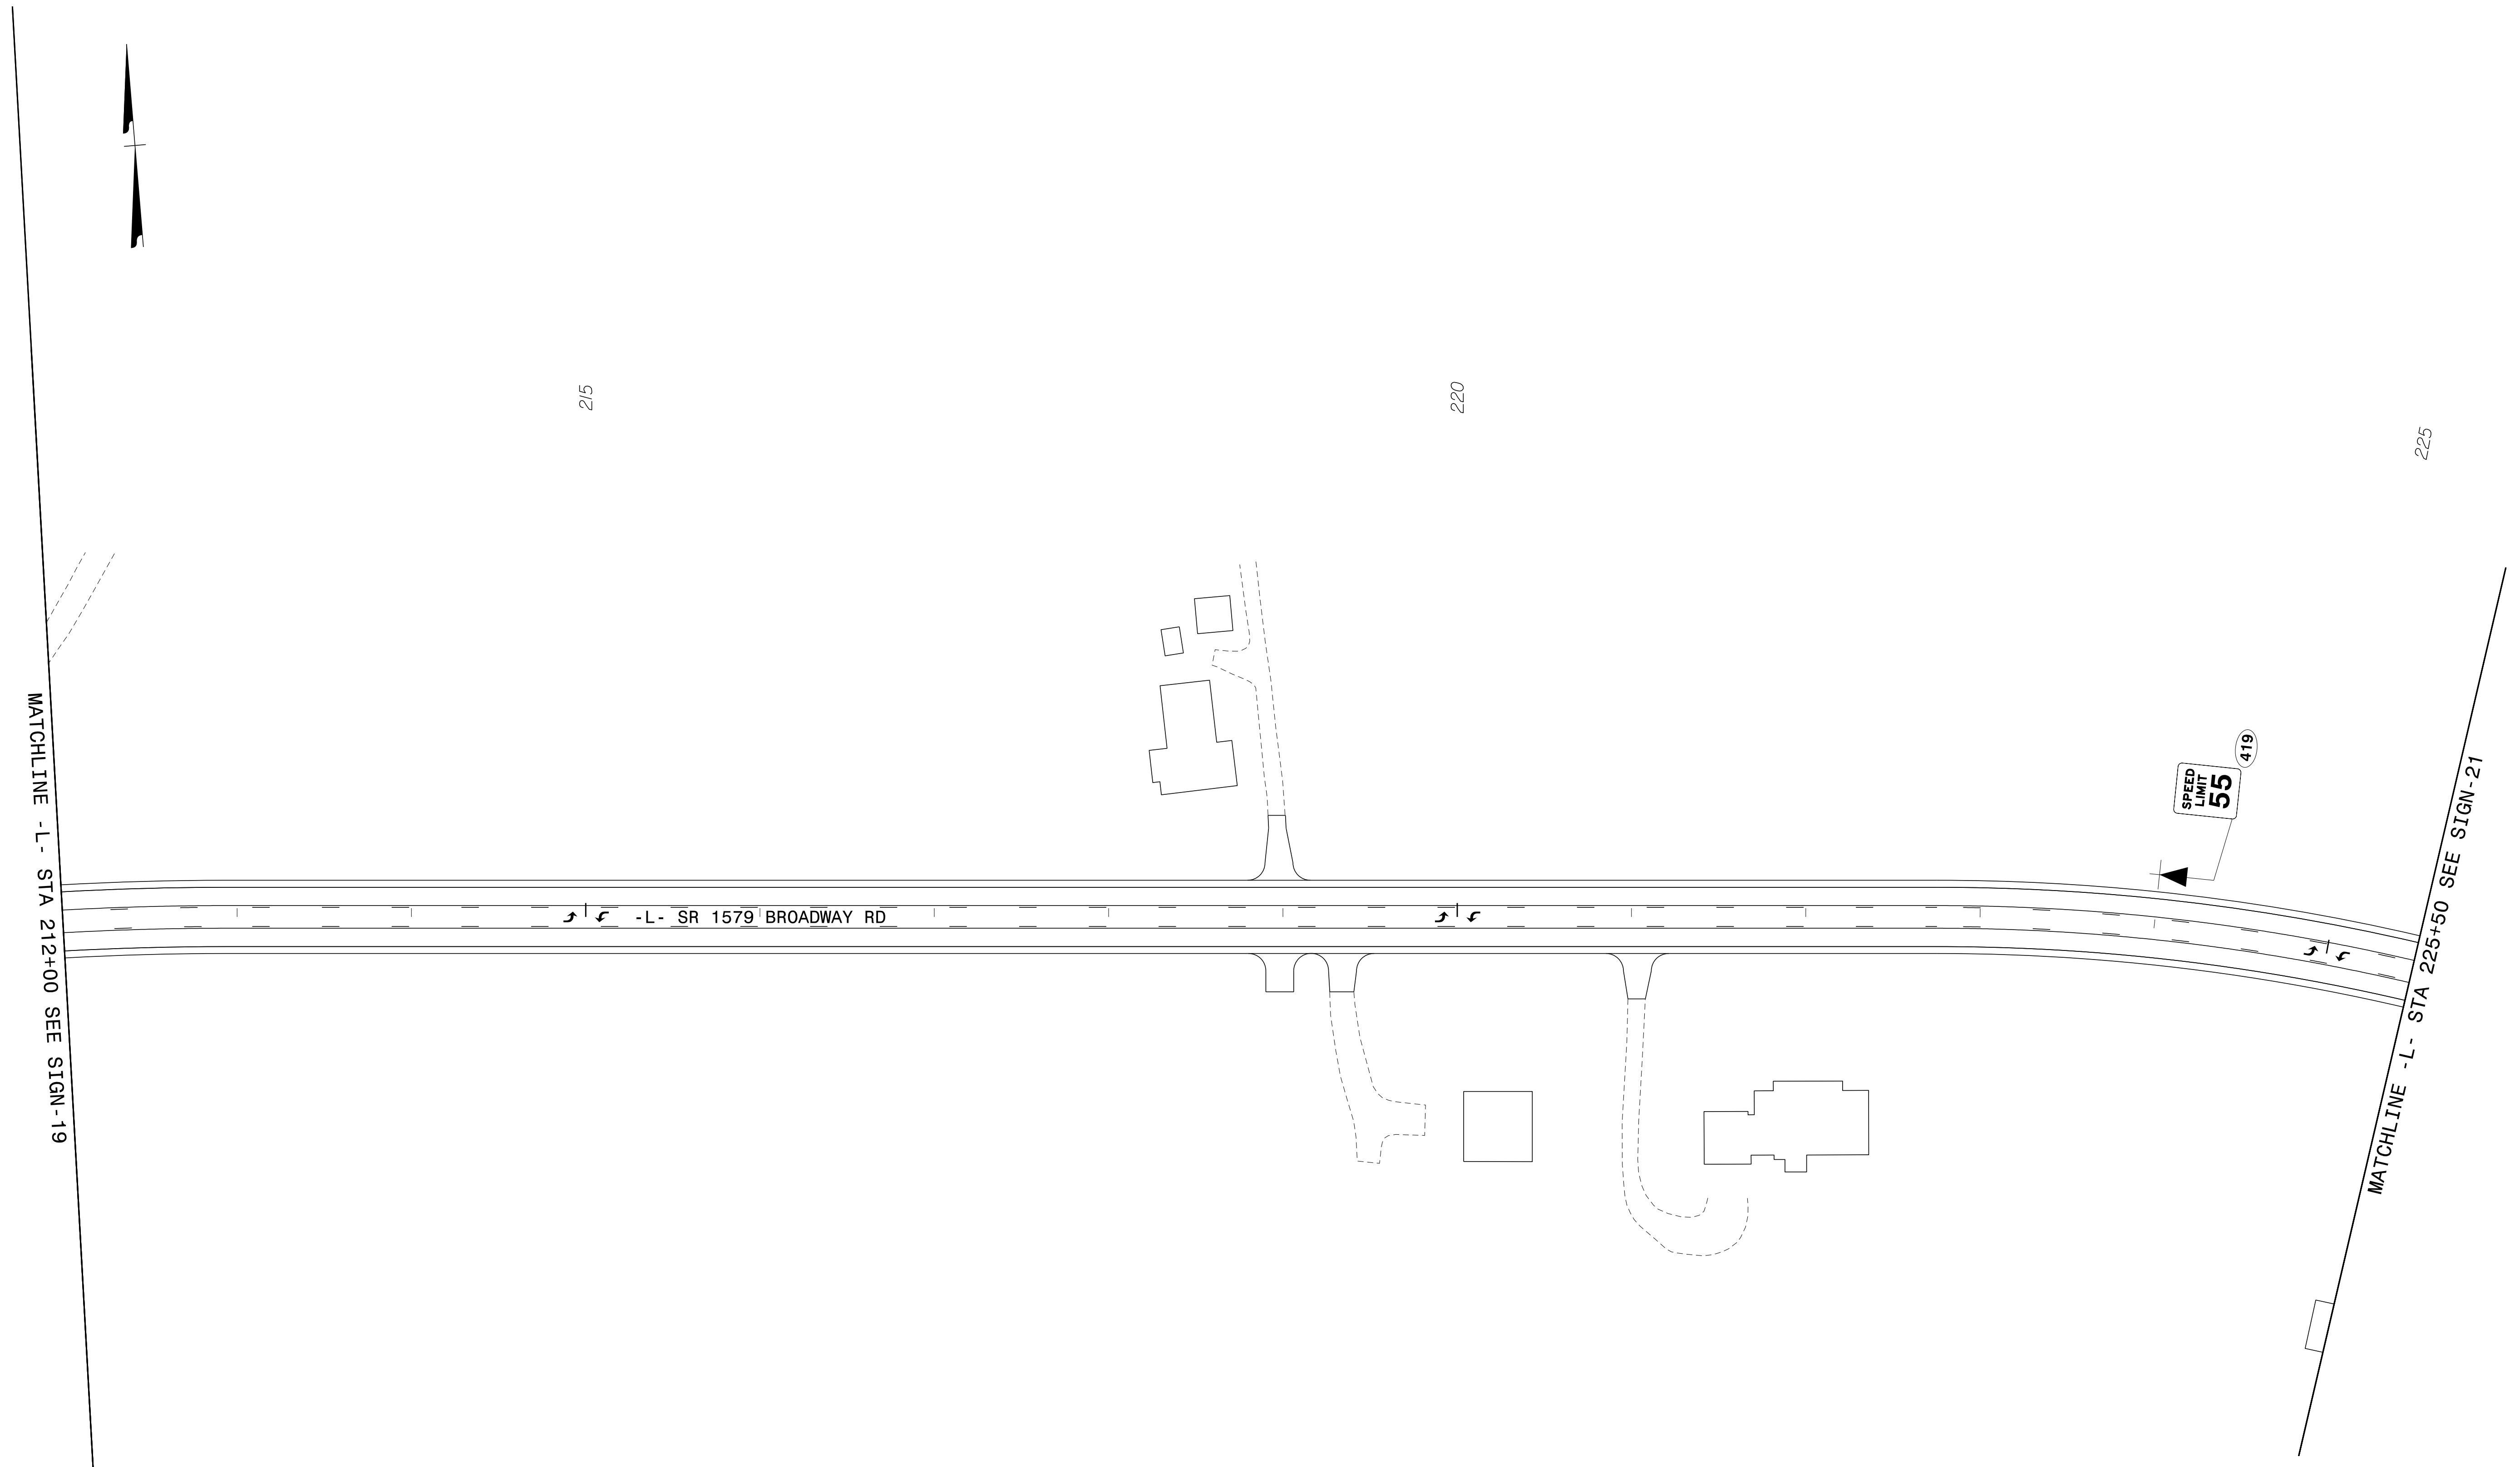 215
220
225
419
SPEED
LIMIT
55
-L- SR 1579 BROADWAY RD
MATCHLINE -L- STA 212+00 SEE SIGN-19
MATCHLINE -L- STA 225+50 SEE SIGN-21